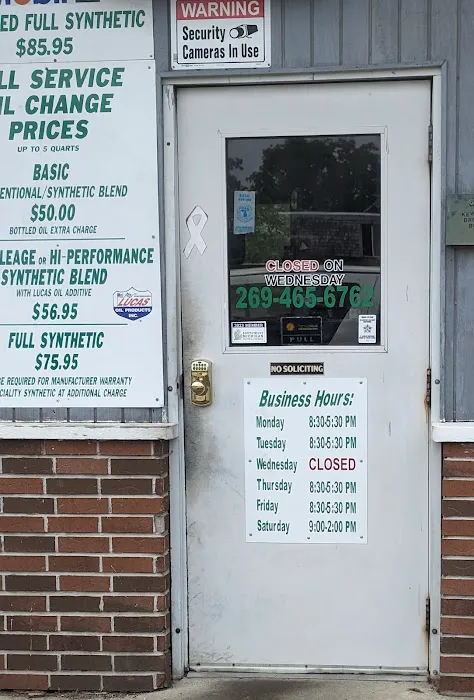 ED FULL SYNTHETIC
$85.95
LL SERVICE
IL CHANGE
PRICES
UP TO 5 QUARTS
BASIC
ENTIONAL/SYNTHETIC BLEND
$50.00
BOTTLED OIL EXTRA CHARGE
LEAGE OR HI-PERFORMANCE
SYNTHETIC BLEND
WITH LUCAS OIL ADDITIVE
$56.95
LUCAS
OIL PRODUCTS
INC.
FULL SYNTHETIC
$75.95
E REQUIRED FOR MANUFACTURER WARRANTY
CIALITY SYNTHETIC AT ADDITIONAL CHARGE
WARNING
Security
Cameras In Use
CLOSED ON
WEDNESDAY
269-465-6762
PULL
NO SOLICITING
Business Hours:
Monday 8:30-5:30 PM
Tuesday 8:30-5:30 PM
Wednesday CLOSED
Thursday 8:30-5:30 PM
Friday 8:30-5:30 PM
Saturday 9:00-2:00 PM